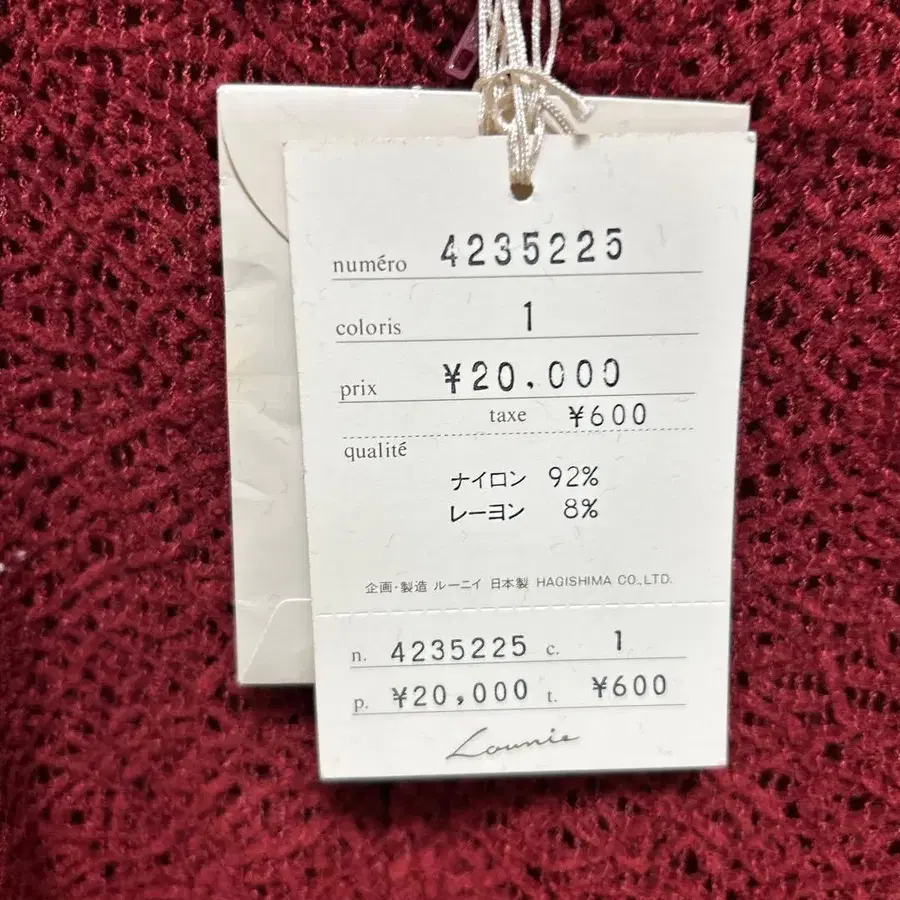 numéro 4235225
coloris 1
prix ¥20,000
taxe ¥600
qualité
ナイロン 92%
レーヨン 8%
企画・製造 ルーニィ 日本製 HAGISHIMA CO.,LTD.
n. 4235225 c. 1
p. ¥20,000 t. ¥600
Lounie